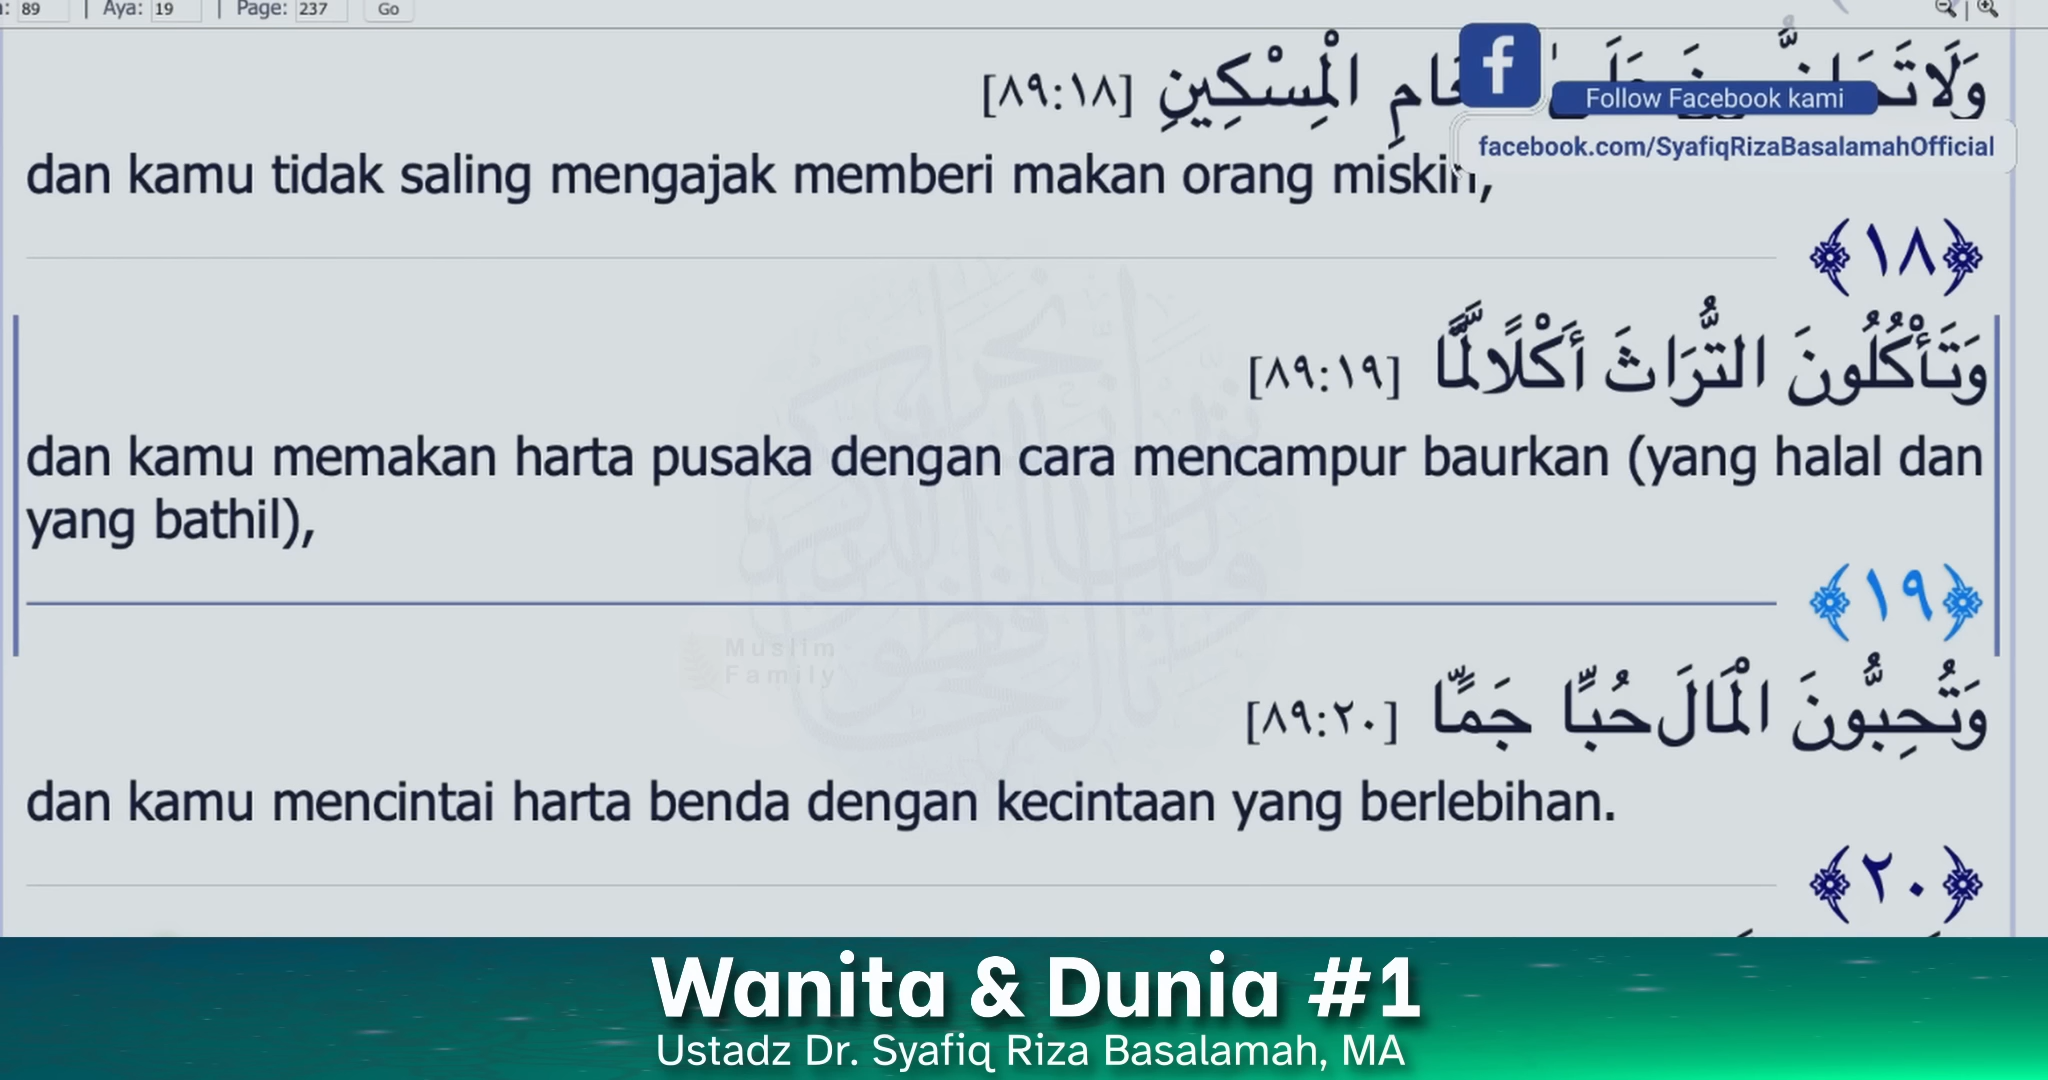 89 | Aya: 19 | Page: 237 Go
[٨٩:١٨] الْمِسْكِينِ
Follow Facebook kami
facebook.com/SyafiqRizaBasalamahOfficial
dan kamu tidak saling mengajak memberi makan orang miskin,
﴿١٨﴾
وَتَأْكُلُونَ التُّرَاثَ أَكْلًا لَّمًّا [٨٩:١٩]
dan kamu memakan harta pusaka dengan cara mencampur baurkan (yang halal dan
yang bathil),
﴿١٩﴾
Muslim
Family
وَتُحِبُّونَ الْمَالَ حُبًّا جَمًّا [٨٩:٢٠]
dan kamu mencintai harta benda dengan kecintaan yang berlebihan.
﴿٢٠﴾
Wanita & Dunia #1
Ustadz Dr. Syafiq Riza Basalamah, MA